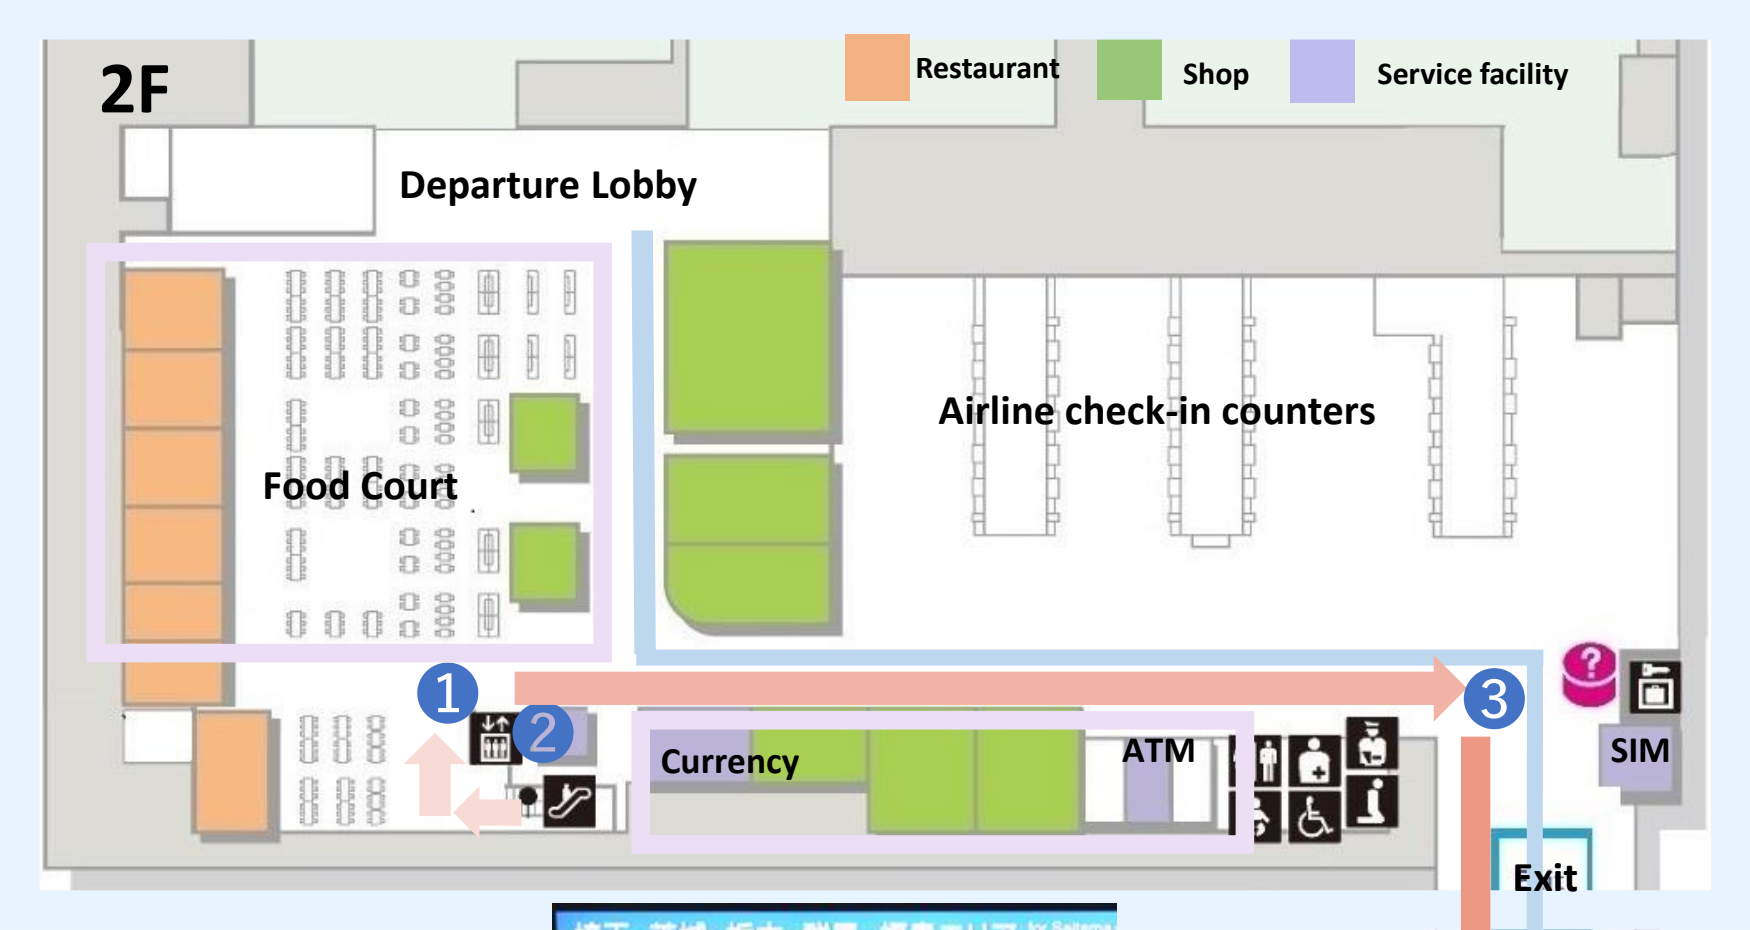 2F
Restaurant
Shop
Service facility
Departure Lobby
Airline check-in counters
Food Court
1
2
3
?
Currency
ATM
SIM
Exit